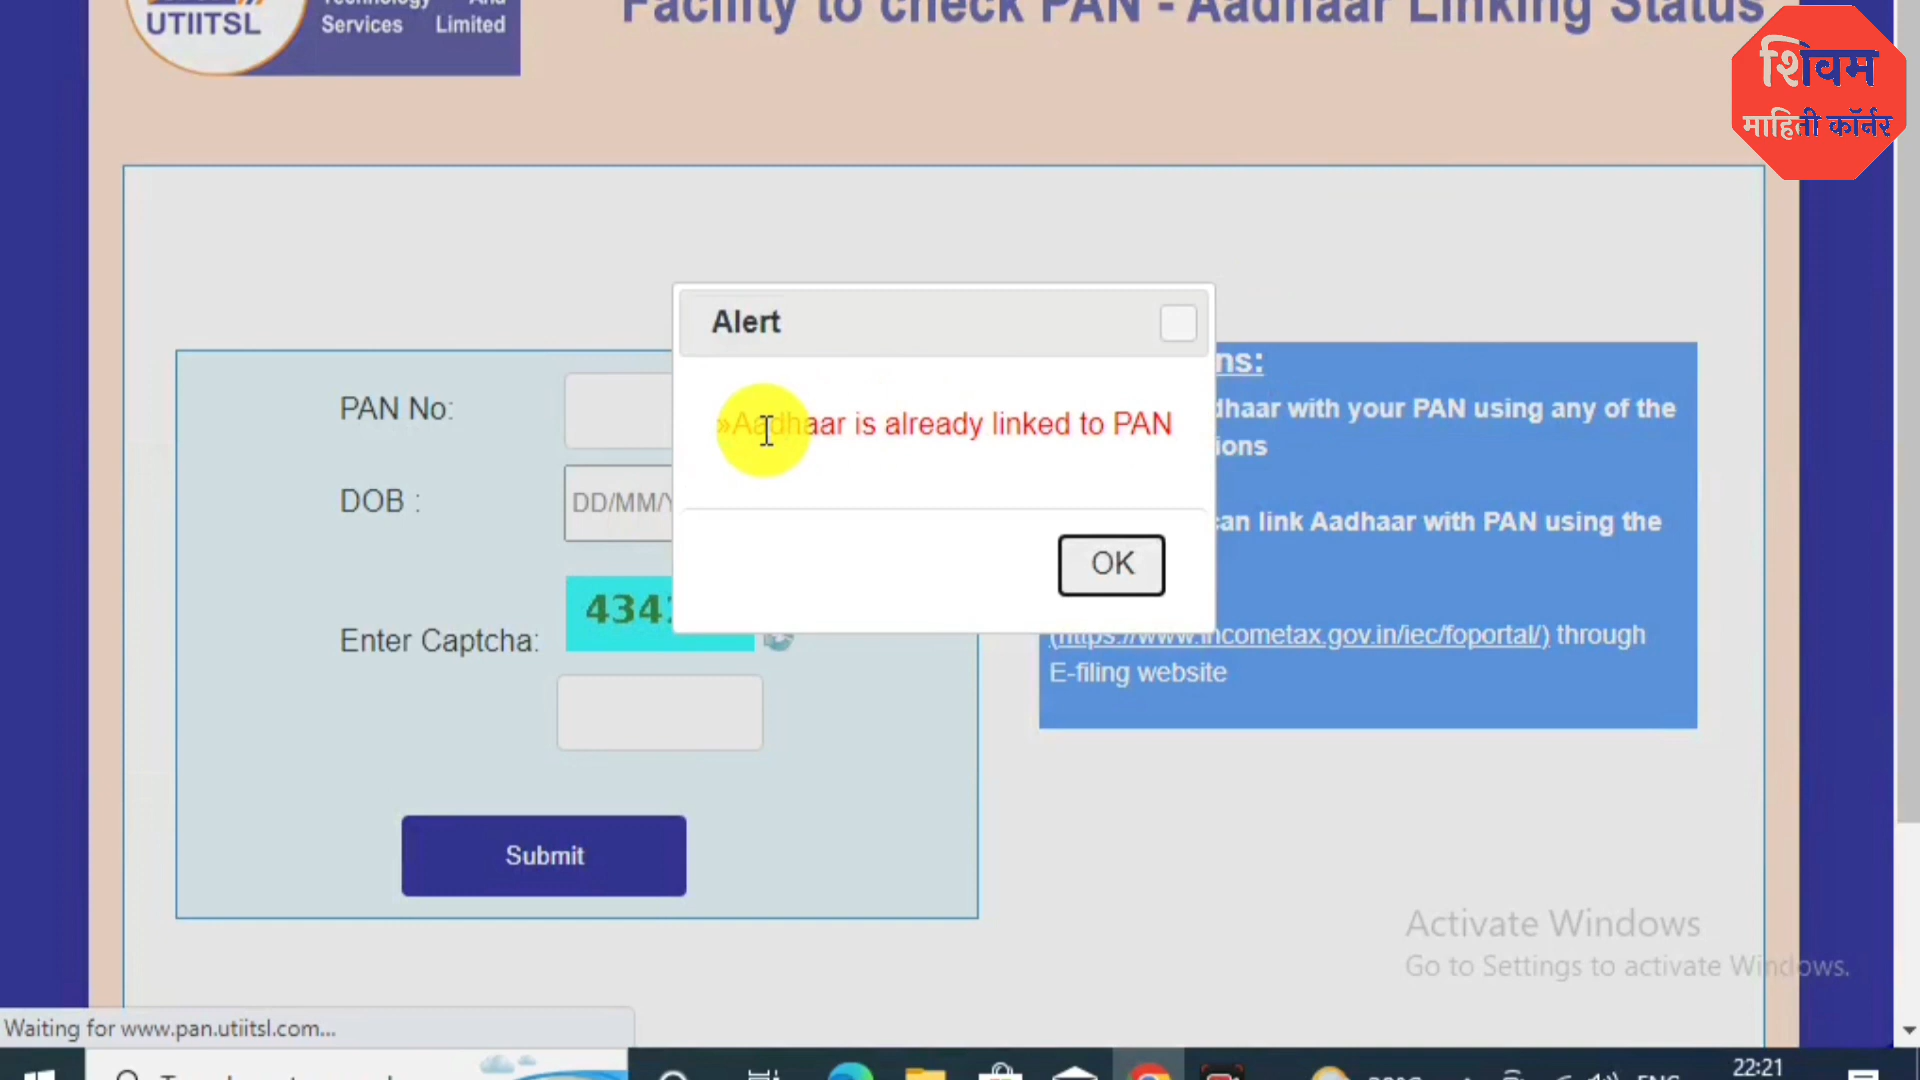 UTIITSL
Technology And
Services Limited
Facility to check PAN - Aadhaar Linking Status
शिवम
माहिती कॉर्नर
Alert
»Aadhaar is already linked to PAN
OK
PAN No:
DOB :
DD/MM/Y
Enter Captcha:
434
Submit
ns:
dhaar with your PAN using any of the
ions
can link Aadhaar with PAN using the
(https://www.incometax.gov.in/iec/foportal/) through
E-filing website
Activate Windows
Go to Settings to activate Windows.
Waiting for www.pan.utiitsl.com...
22:21